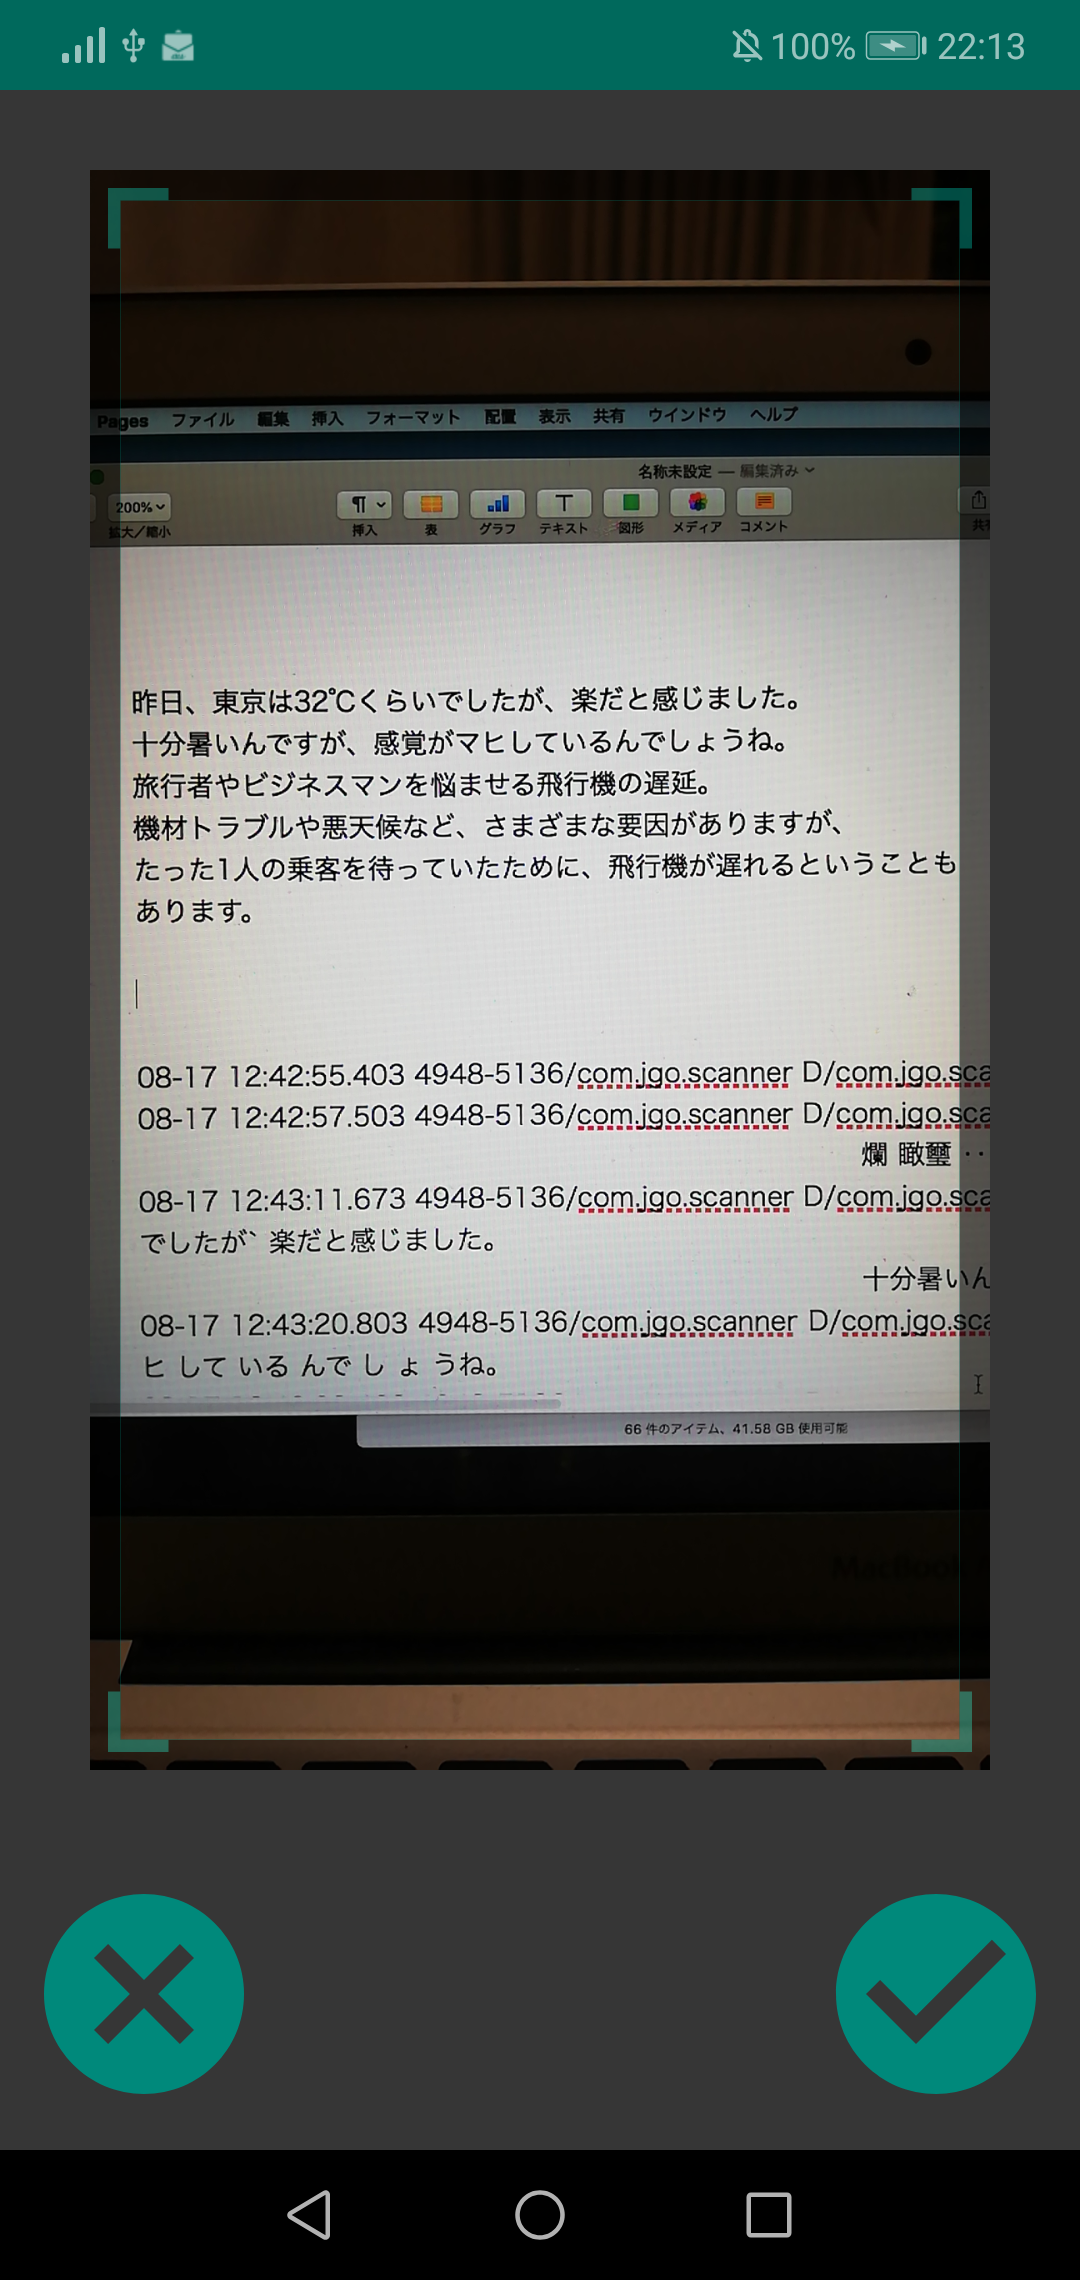 100% 22:13
Pages ファイル 編集 挿入 フォーマット 配置 表示 共有 ウインドウ ヘルプ
名称未設定 — 編集済み
200%
拡大／縮小 挿入 表 グラフ テキスト 図形 メディア コメント 共有
昨日、東京は32℃くらいでしたが、楽だと感じました。
十分暑いんですが、感覚がマヒしているんでしょうね。
旅行者やビジネスマンを悩ませる飛行機の遅延。
機材トラブルや悪天候など、さまざまな要因がありますが、
たった1人の乗客を待っていたために、飛行機が遅れるということも
あります。
08-17 12:42:55.403 4948-5136/com.jgo.scanner D/com.jgo.sca
08-17 12:42:57.503 4948-5136/com.jgo.scanner D/com.jgo.sca
爛 瞰璽 ‥
08-17 12:43:11.673 4948-5136/com.jgo.scanner D/com.jgo.sca
でしたが` 楽だと感じました。
十分暑いん
08-17 12:43:20.803 4948-5136/com.jgo.scanner D/com.jgo.sca
ヒ して いる んで し ょ うね。
66 件のアイテム、41.58 GB 使用可能
MacBook